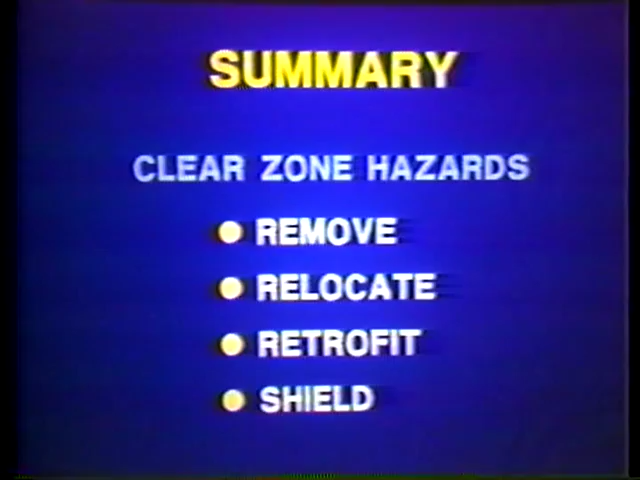 SUMMARY
CLEAR ZONE HAZARDS
REMOVE
RELOCATE
RETROFIT
SHIELD